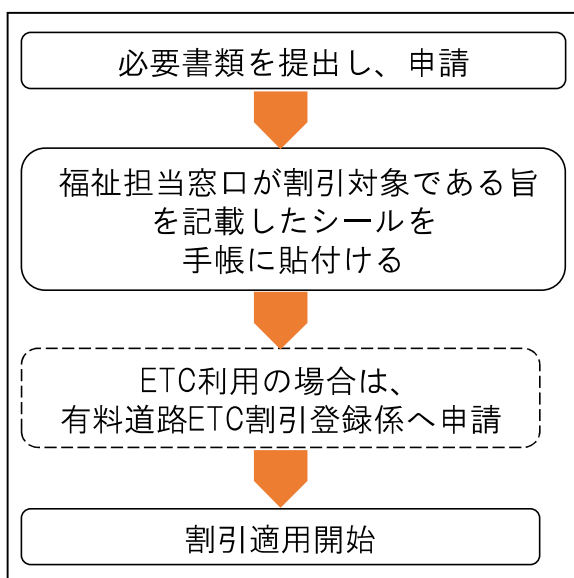 必要書類を提出し、申請
福祉担当窓口が割引対象である旨
を記載したシールを
手帳に貼付ける
ETC利用の場合は、
有料道路ETC割引登録係へ申請
割引適用開始